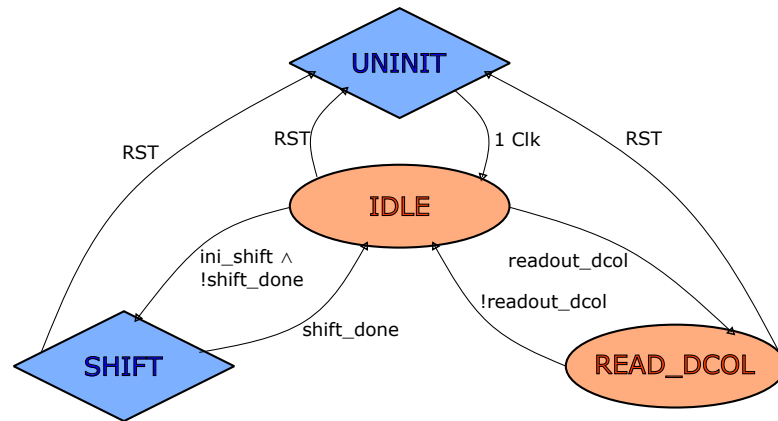 UNINIT
RST
RST
1 Clk
RST
IDLE
ini_shift ∧
!shift_done
readout_dcol
!readout_dcol
shift_done
SHIFT
READ_DCOL